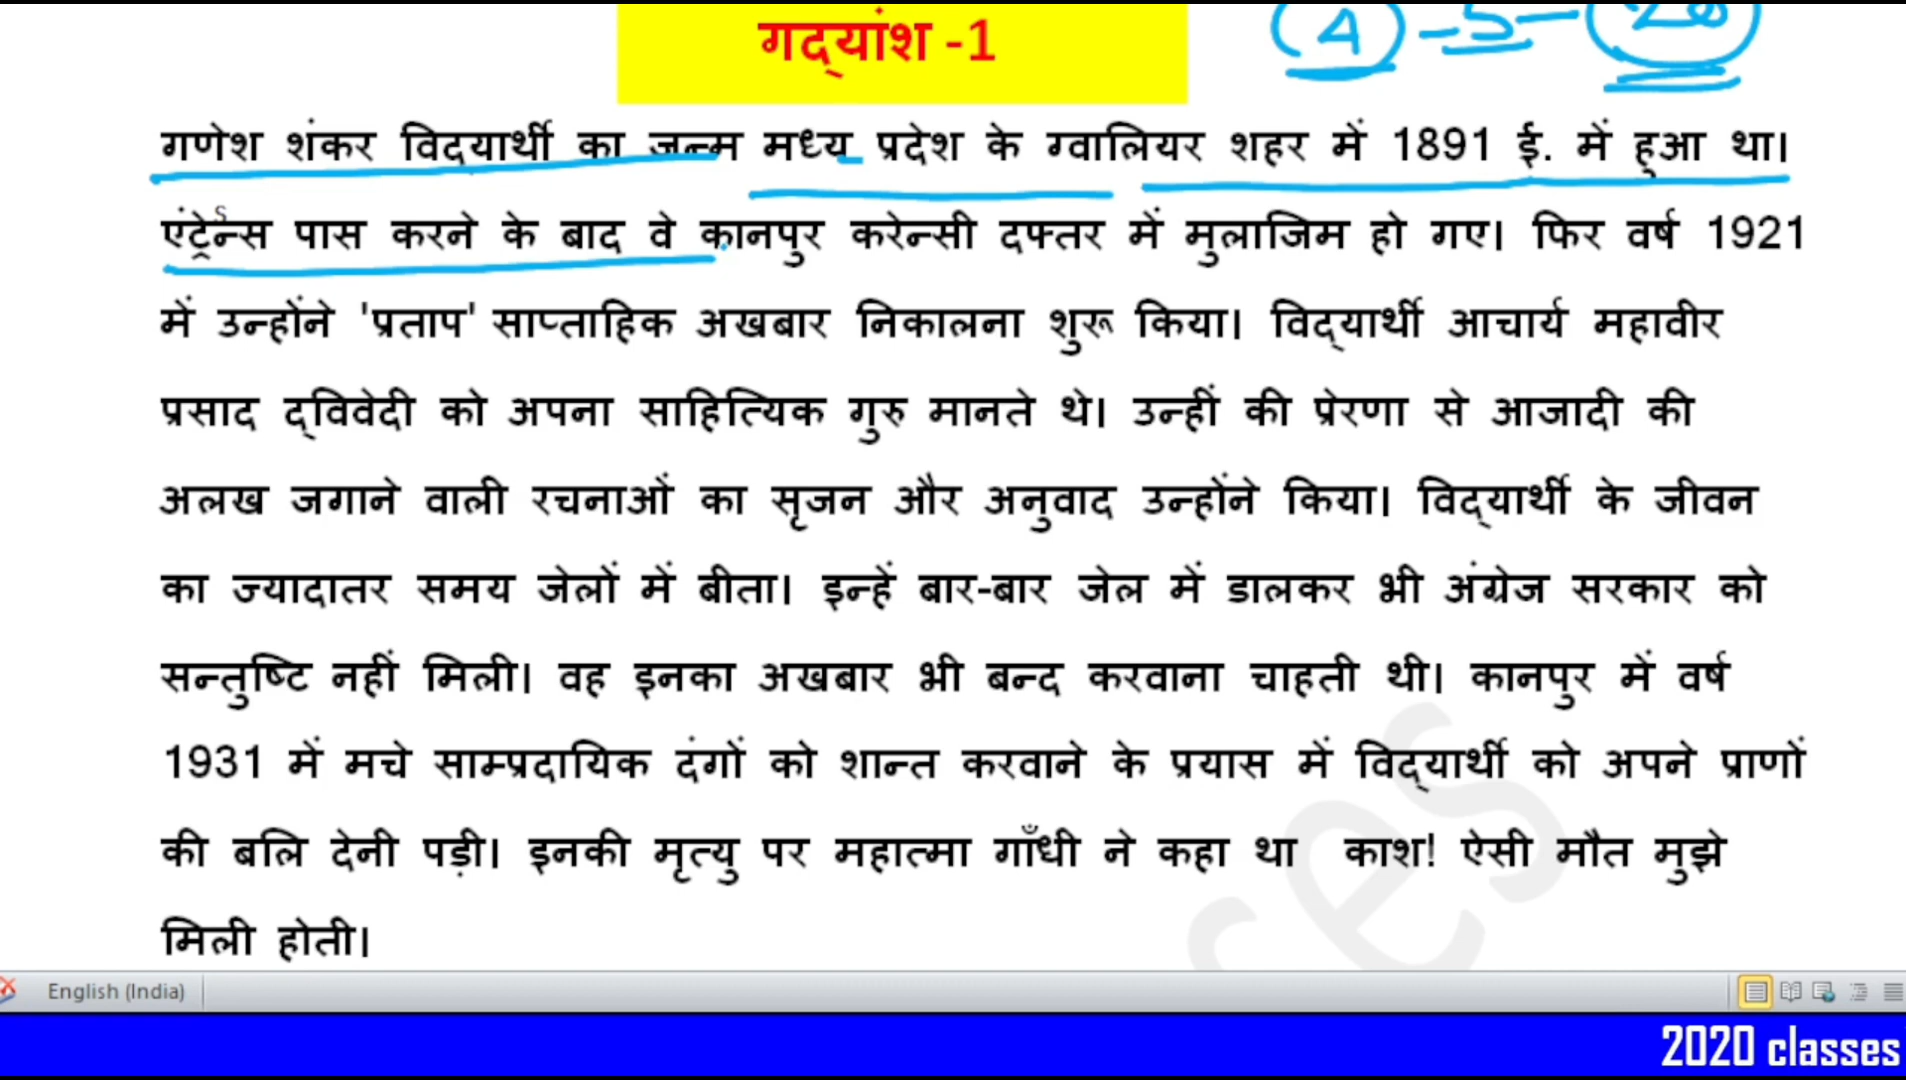 गद्यांश -1
4 - 5 - 20
गणेश शंकर विद्यार्थी का जन्म मध्य प्रदेश के ग्वालियर शहर में 1891 ई. में हुआ था।
एंट्रेन्स पास करने के बाद वे कानपुर करेन्सी दफ्तर में मुलाजिम हो गए। फिर वर्ष 1921
में उन्होंने 'प्रताप' साप्ताहिक अखबार निकालना शुरू किया। विद्यार्थी आचार्य महावीर
प्रसाद द्विवेदी को अपना साहित्यिक गुरु मानते थे। उन्हीं की प्रेरणा से आजादी की
अलख जगाने वाली रचनाओं का सृजन और अनुवाद उन्होंने किया। विद्यार्थी के जीवन
का ज्यादातर समय जेलों में बीता। इन्हें बार-बार जेल में डालकर भी अंग्रेज सरकार को
सन्तुष्टि नहीं मिली। वह इनका अखबार भी बन्द करवाना चाहती थी। कानपुर में वर्ष
1931 में मचे साम्प्रदायिक दंगों को शान्त करवाने के प्रयास में विद्यार्थी को अपने प्राणों
की बलि देनी पड़ी। इनकी मृत्यु पर महात्मा गाँधी ने कहा था काश! ऐसी मौत मुझे
मिली होती।
English (India)
2020 classes